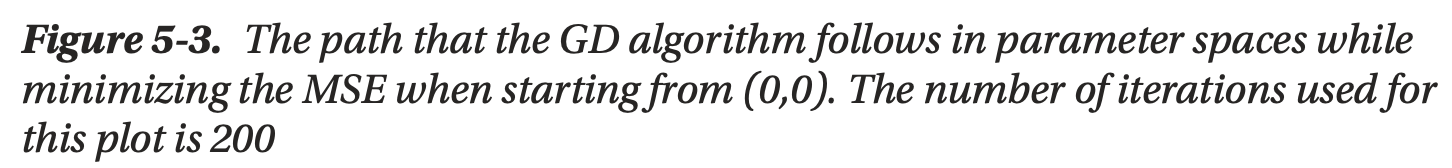 Figure 5-3. The path that the GD algorithm follows in parameter spaces while
minimizing the MSE when starting from (0,0). The number of iterations used for
this plot is 200